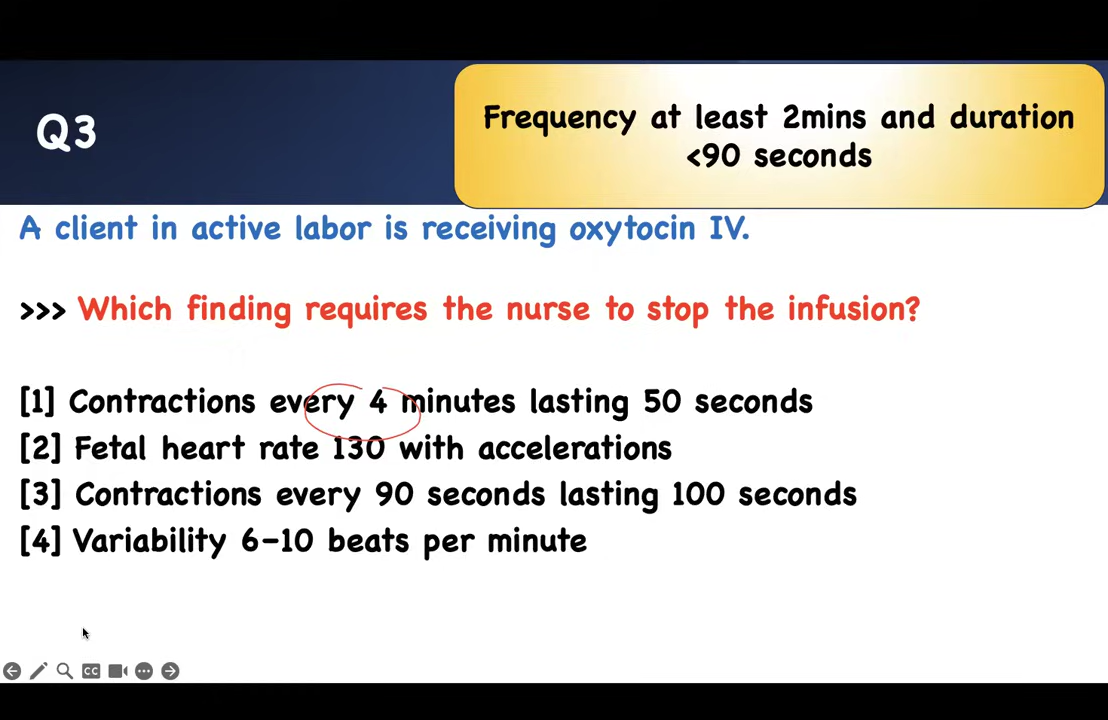 Q3
Frequency at least 2mins and duration
<90 seconds
A client in active labor is receiving oxytocin IV.
>>> Which finding requires the nurse to stop the infusion?
[1] Contractions every 4 minutes lasting 50 seconds
[2] Fetal heart rate 130 with accelerations
[3] Contractions every 90 seconds lasting 100 seconds
[4] Variability 6-10 beats per minute
CC